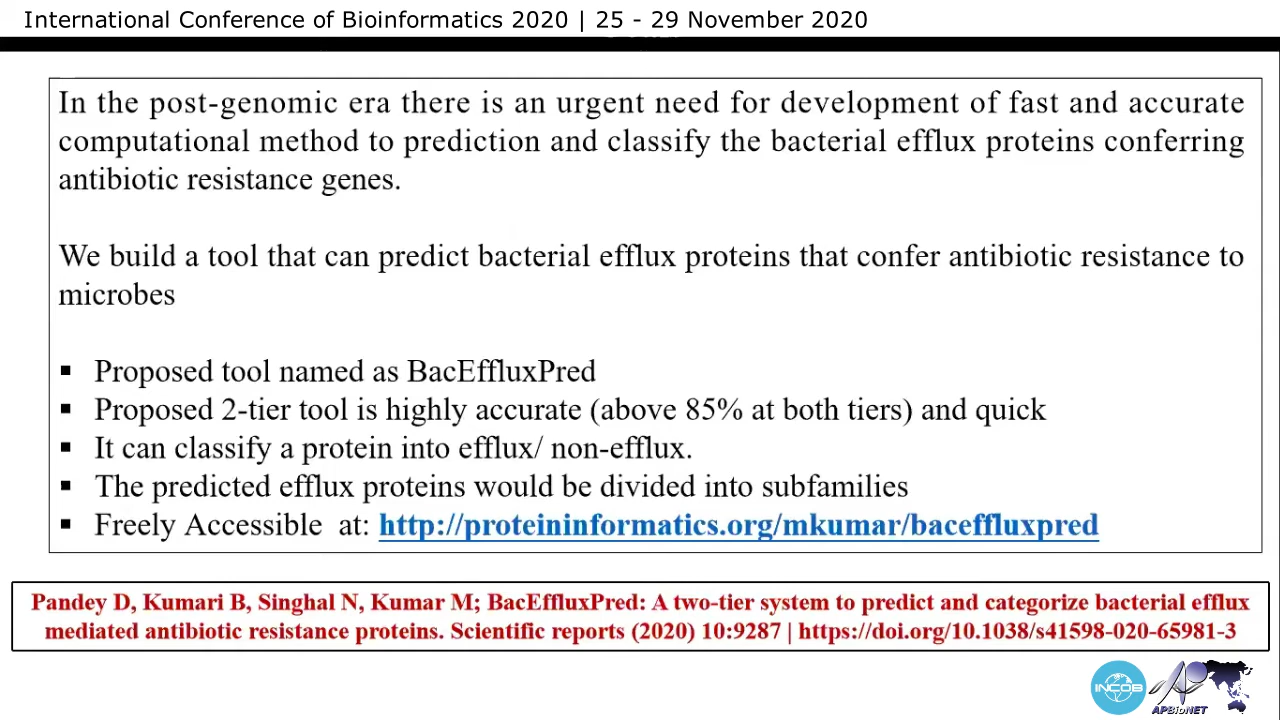 International Conference of Bioinformatics 2020 | 25 - 29 November 2020
In the post-genomic era there is an urgent need for development of fast and accurate
computational method to prediction and classify the bacterial efflux proteins conferring
antibiotic resistance genes.
We build a tool that can predict bacterial efflux proteins that confer antibiotic resistance to
microbes
▪ Proposed tool named as BacEffluxPred
▪ Proposed 2-tier tool is highly accurate (above 85% at both tiers) and quick
▪ It can classify a protein into efflux/ non-efflux.
▪ The predicted efflux proteins would be divided into subfamilies
▪ Freely Accessible at: http://proteininformatics.org/mkumar/baceffluxpred
Pandey D, Kumari B, Singhal N, Kumar M; BacEffluxPred: A two-tier system to predict and categorize bacterial efflux
mediated antibiotic resistance proteins. Scientific reports (2020) 10:9287 | https://doi.org/10.1038/s41598-020-65981-3
INCOB
APBioNET